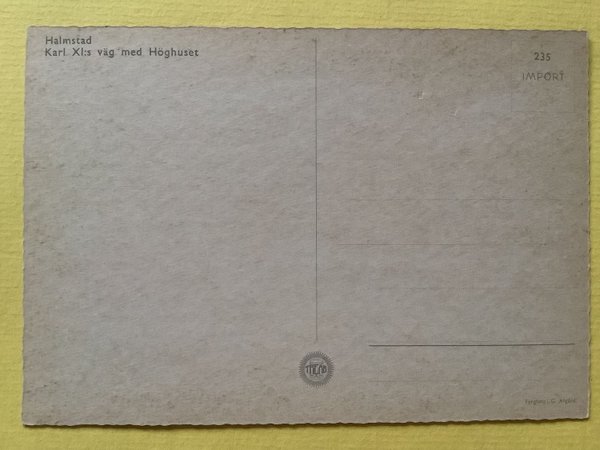 Halmstad
Karl XI:s väg med Höghuset
235
IMPORT